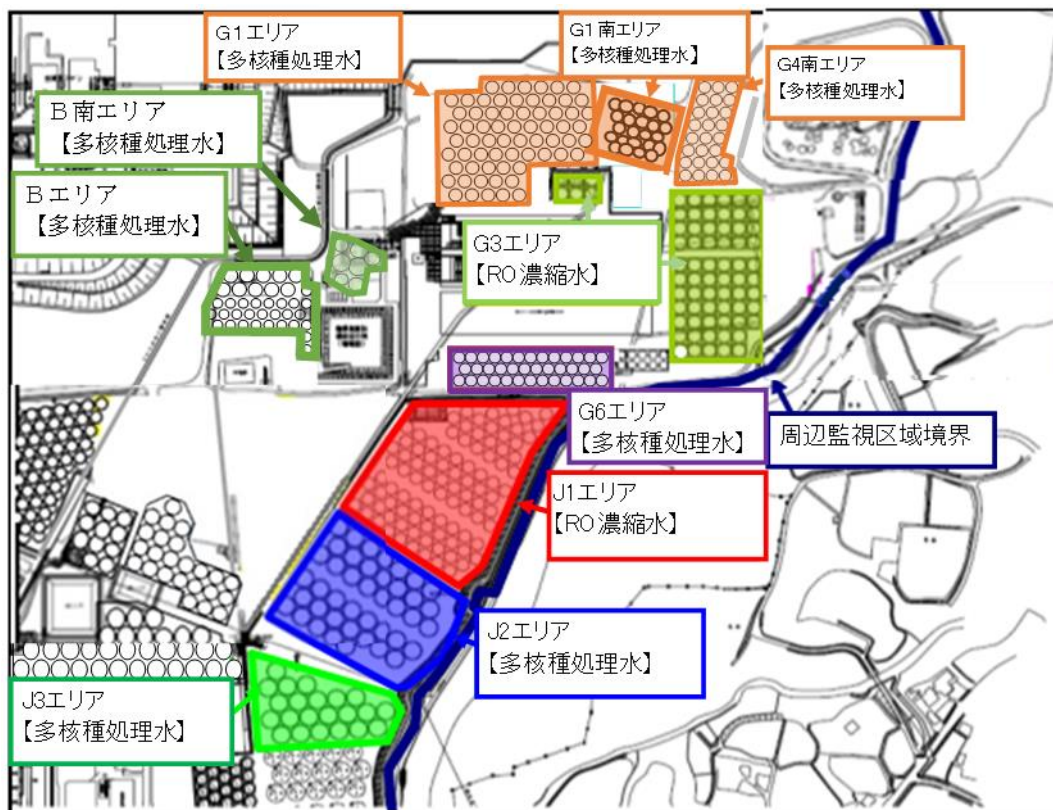 G1エリア
【多核種処理水】
G1南エリア
【多核種処理水】
G4南エリア
【多核種処理水】
B南エリア
【多核種処理水】
Bエリア
【多核種処理水】
G3エリア
【RO濃縮水】
G6エリア
【多核種処理水】
周辺監視区域境界
J1エリア
【RO濃縮水】
J2エリア
【多核種処理水】
J3エリア
【多核種処理水】